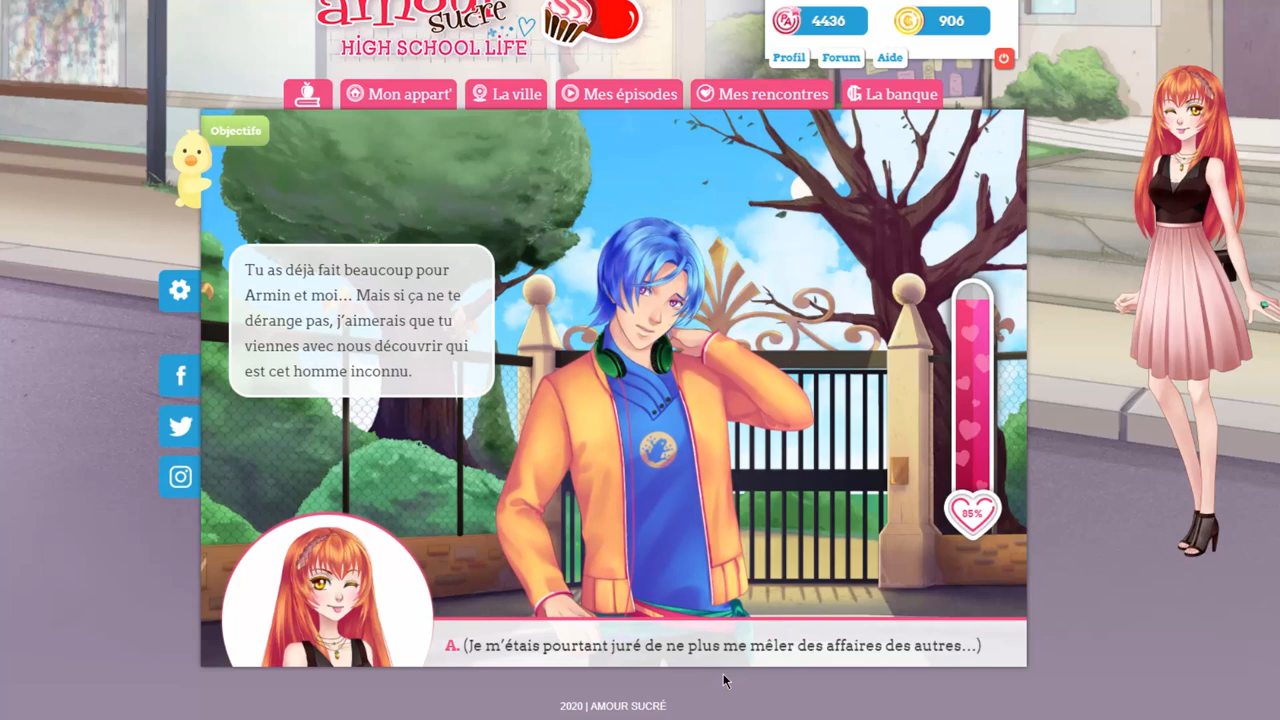 amour
sucre
HIGH SCHOOL LIFE
4436
906
Profil
Forum
Aide
Mon appart'
La ville
Mes épisodes
Mes rencontres
La banque
Objectifs
Tu as déjà fait beaucoup pour
Armin et moi... Mais si ça ne te
dérange pas, j'aimerais que tu
viennes avec nous découvrir qui
est cet homme inconnu.
85%
A. (Je m'étais pourtant juré de ne plus me mêler des affaires des autres...)
2020 | AMOUR SUCRÉ